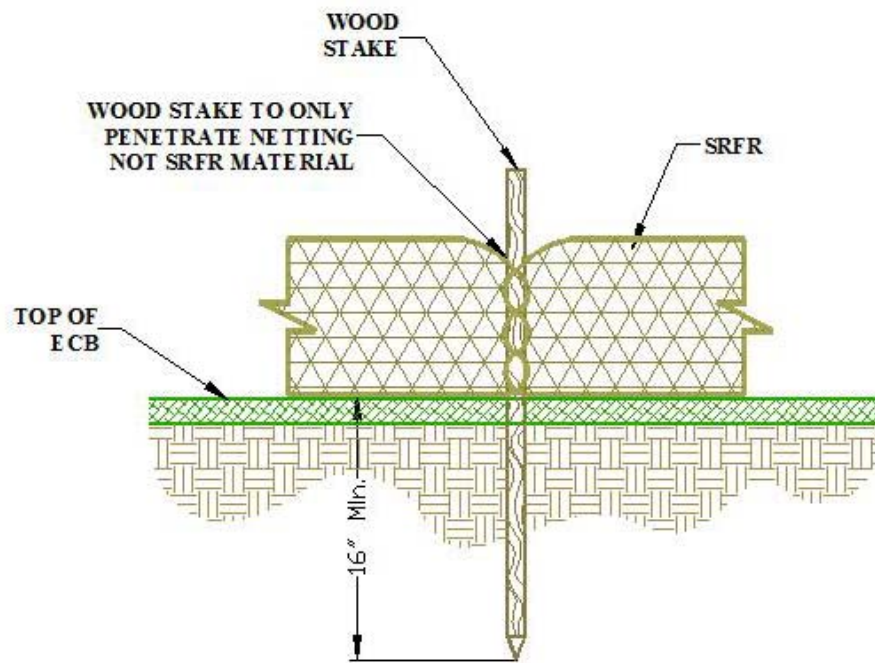 WOOD
STAKE
WOOD STAKE TO ONLY
PENETRATE NETTING
NOT SRFR MATERIAL
SRFR
TOP OF
ECB
16" MIn.